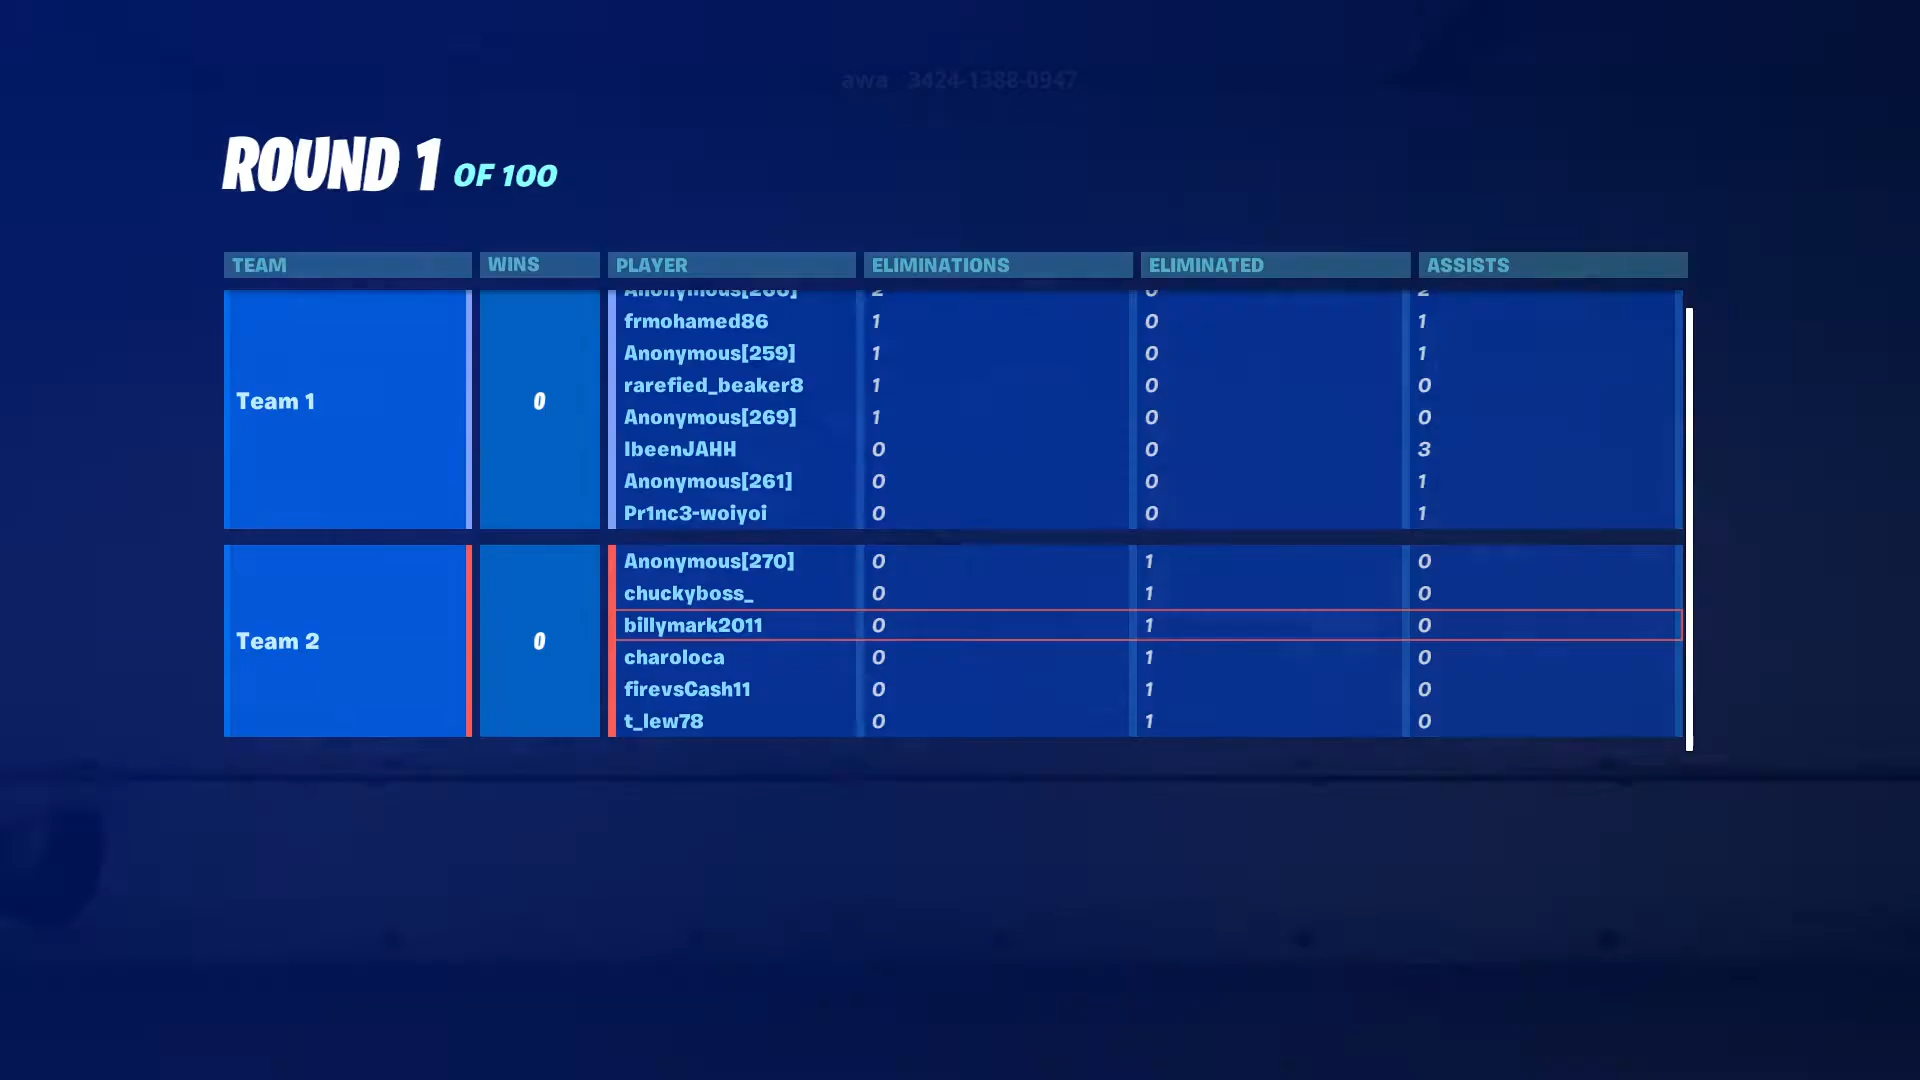 awa 3424-1388-0947
ROUND 1 OF 100
TEAM WINS PLAYER ELIMINATIONS ELIMINATED ASSISTS
2 0 2
frmohamed86 1 0 1
Anonymous[259] 1 0 1
rarefied_beaker8 1 0 0
Anonymous[269] 1 0 0
Team 1 0
IbeenJAHH 0 0 3
Anonymous[261] 0 0 1
Pr1nc3-woiyoi 0 0 1
Anonymous[270] 0 1 0
chuckyboss_ 0 1 0
billymark2011 0 1 0
Team 2 0
charoloca 0 1 0
firevsCash11 0 1 0
t_lew78 0 1 0